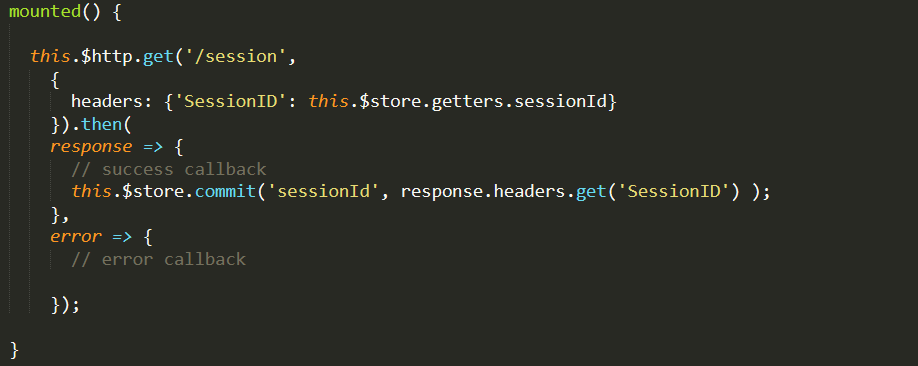 mounted() {
this.$http.get('/session',
{
headers: {'SessionID': this.$store.getters.sessionId}
}).then(
response => {
// success callback
this.$store.commit('sessionId', response.headers.get('SessionID') );
},
error => {
// error callback
});
}